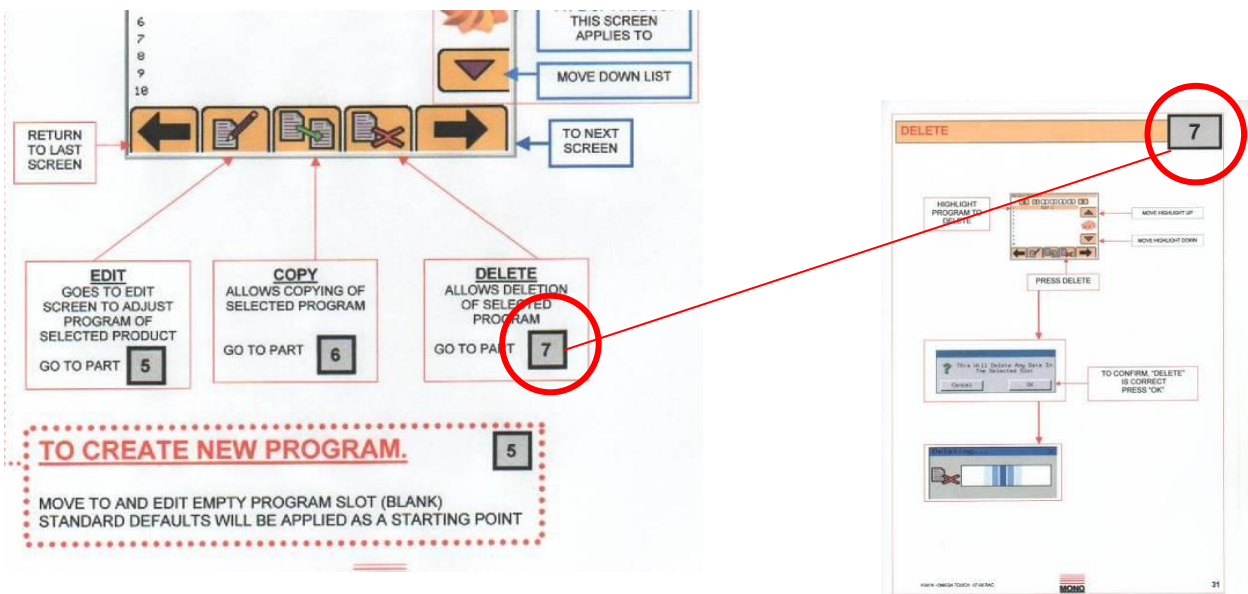 6
7
8
9
10
THIS SCREEN
APPLIES TO
MOVE DOWN LIST
RETURN
TO LAST
SCREEN
TO NEXT
SCREEN
EDIT
GOES TO EDIT
SCREEN TO ADJUST
PROGRAM OF
SELECTED PRODUCT
GO TO PART 5
COPY
ALLOWS COPYING OF
SELECTED PROGRAM
GO TO PART 6
DELETE
ALLOWS DELETION
OF SELECTED
PROGRAM
GO TO PART 7
TO CREATE NEW PROGRAM. 5
MOVE TO AND EDIT EMPTY PROGRAM SLOT (BLANK)
STANDARD DEFAULTS WILL BE APPLIED AS A STARTING POINT
DELETE 7
HIGHLIGHT
PROGRAM TO
DELETE
MOVE HIGHLIGHT UP
MOVE HIGHLIGHT DOWN
PRESS DELETE
? This Will Delete Any Data In
The Selected Slot
Cancel OK
TO CONFIRM, "DELETE"
IS CORRECT
PRESS "OK"
Deleting...
MONO
31